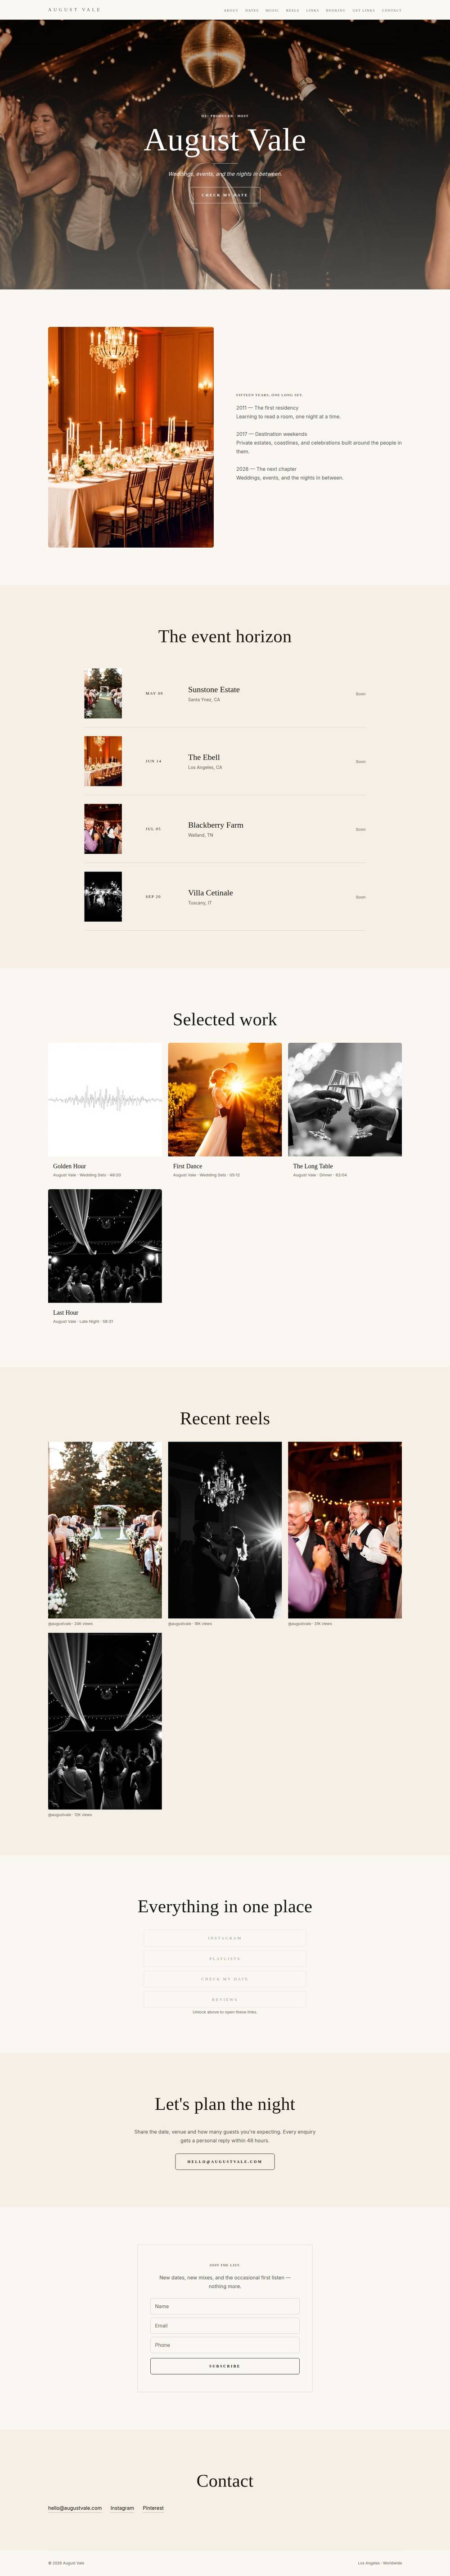 AUGUST VALE
ABOUT DATES MUSIC REELS LINKS BOOKING GET LINKS CONTACT
DJ · PRODUCER · HOST
August Vale
Weddings, events, and the nights in between.
CHECK MY DATE
FIFTEEN YEARS, ONE LONG SET.
2011 — The first residency
Learning to read a room, one night at a time.
2017 — Destination weekends
Private estates, coastlines, and celebrations built around the people in
them.
2026 — The next chapter
Weddings, events, and the nights in between.
The event horizon
MAY 09
Sunstone Estate
Santa Ynez, CA
Soon
JUN 14
The Ebell
Los Angeles, CA
Soon
JUL 05
Blackberry Farm
Walland, TN
Soon
SEP 20
Villa Cetinale
Tuscany, IT
Soon
Selected work
Golden Hour
August Vale · Wedding Sets · 48:20
First Dance
August Vale · Wedding Sets · 05:12
The Long Table
August Vale · Dinner · 62:04
Last Hour
August Vale · Late Night · 58:31
Recent reels
@augustvale · views
@augustvale · views
@augustvale · views
@augustvale · views
Everything in one place
INSTAGRAM
PLAYLISTS
CHECK MY DATE
REVIEWS
Unlock above to open these links.
Let's plan the night
Share the date, venue and how many guests you're expecting. Every enquiry
gets a personal reply within 48 hours.
HELLO@AUGUSTVALE.COM
JOIN THE LIST
New dates, new mixes, and the occasional first listen —
nothing more.
Name
Email
Phone
SUBSCRIBE
Contact
hello@augustvale.com Instagram Pinterest
© 2026 August Vale
Los Angeles · Worldwide